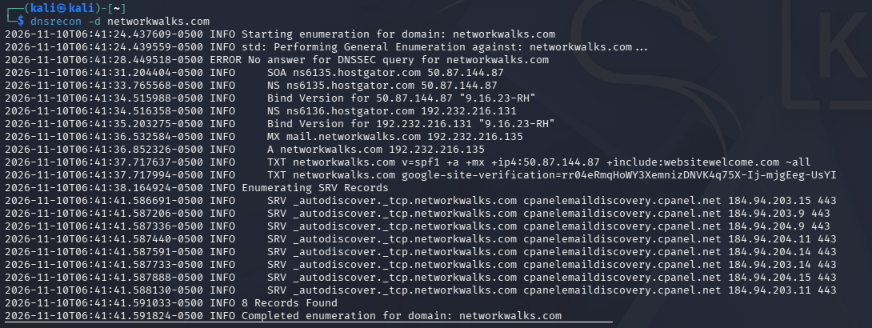 ┌──(kali㉿kali)-[~]
└─$ dnsrecon -d networkwalks.com
2026-11-10T06:41:24.437609-0500 INFO Starting enumeration for domain: networkwalks.com
2026-11-10T06:41:24.439559-0500 INFO std: Performing General Enumeration against: networkwalks.com...
2026-11-10T06:41:28.449518-0500 ERROR No answer for DNSSEC query for networkwalks.com
2026-11-10T06:41:31.204404-0500 INFO SOA ns6135.hostgator.com 50.87.144.87
2026-11-10T06:41:33.765568-0500 INFO NS ns6135.hostgator.com 50.87.144.87
2026-11-10T06:41:34.515988-0500 INFO Bind Version for 50.87.144.87 "9.16.23-RH"
2026-11-10T06:41:34.516358-0500 INFO NS ns6136.hostgator.com 192.232.216.131
2026-11-10T06:41:35.203275-0500 INFO Bind Version for 192.232.216.131 "9.16.23-RH"
2026-11-10T06:41:36.532584-0500 INFO MX mail.networkwalks.com 192.232.216.135
2026-11-10T06:41:36.852326-0500 INFO A networkwalks.com 192.232.216.135
2026-11-10T06:41:37.717637-0500 INFO TXT networkwalks.com v=spf1 +a +mx +ip4:50.87.144.87 +include:websitewelcome.com ~all
2026-11-10T06:41:37.717994-0500 INFO TXT networkwalks.com google-site-verification=rr04eRmqHoWY3XemnizDNVK4q75X-Ij-mjgEeg-UsYI
2026-11-10T06:41:38.164924-0500 INFO Enumerating SRV Records
2026-11-10T06:41:41.586691-0500 INFO SRV _autodiscover._tcp.networkwalks.com cpanelemaildiscovery.cpanel.net 184.94.203.15 443
2026-11-10T06:41:41.587206-0500 INFO SRV _autodiscover._tcp.networkwalks.com cpanelemaildiscovery.cpanel.net 184.94.203.9 443
2026-11-10T06:41:41.587336-0500 INFO SRV _autodiscover._tcp.networkwalks.com cpanelemaildiscovery.cpanel.net 184.94.204.9 443
2026-11-10T06:41:41.587440-0500 INFO SRV _autodiscover._tcp.networkwalks.com cpanelemaildiscovery.cpanel.net 184.94.204.11 443
2026-11-10T06:41:41.587591-0500 INFO SRV _autodiscover._tcp.networkwalks.com cpanelemaildiscovery.cpanel.net 184.94.204.14 443
2026-11-10T06:41:41.587733-0500 INFO SRV _autodiscover._tcp.networkwalks.com cpanelemaildiscovery.cpanel.net 184.94.203.14 443
2026-11-10T06:41:41.587888-0500 INFO SRV _autodiscover._tcp.networkwalks.com cpanelemaildiscovery.cpanel.net 184.94.204.15 443
2026-11-10T06:41:41.588130-0500 INFO SRV _autodiscover._tcp.networkwalks.com cpanelemaildiscovery.cpanel.net 184.94.203.11 443
2026-11-10T06:41:41.591033-0500 INFO 8 Records Found
2026-11-10T06:41:41.591824-0500 INFO Completed enumeration for domain: networkwalks.com